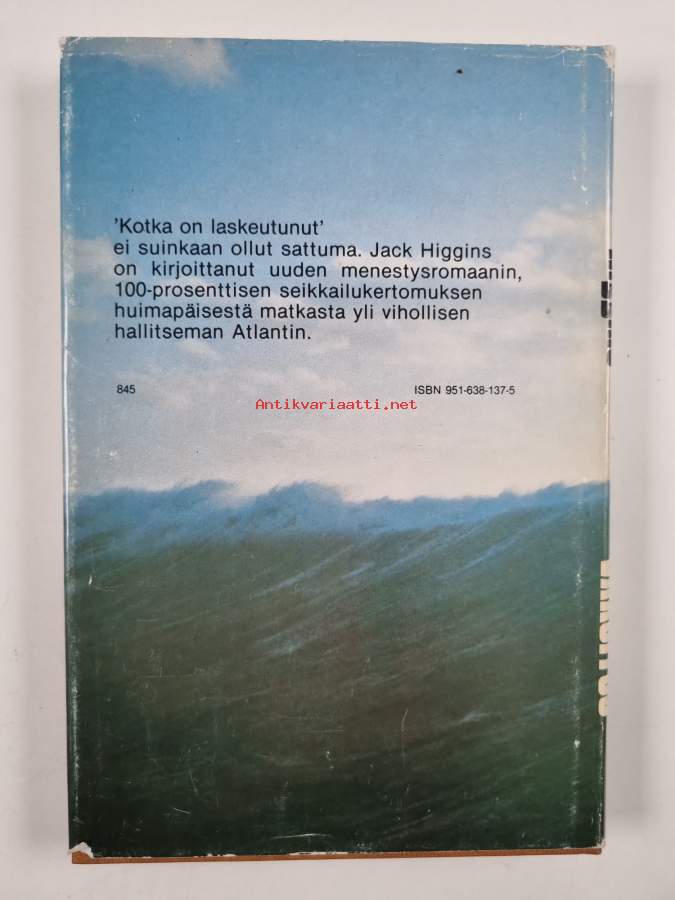 'Kotka on laskeutunut'
ei suinkaan ollut sattuma. Jack Higgins
on kirjoittanut uuden menestysromaanin,
100-prosenttisen seikkailukertomuksen
huimapäisestä matkasta yli vihollisen
hallitseman Atlantin.
845
ISBN 951-638-137-5
Antikvariaatti.net